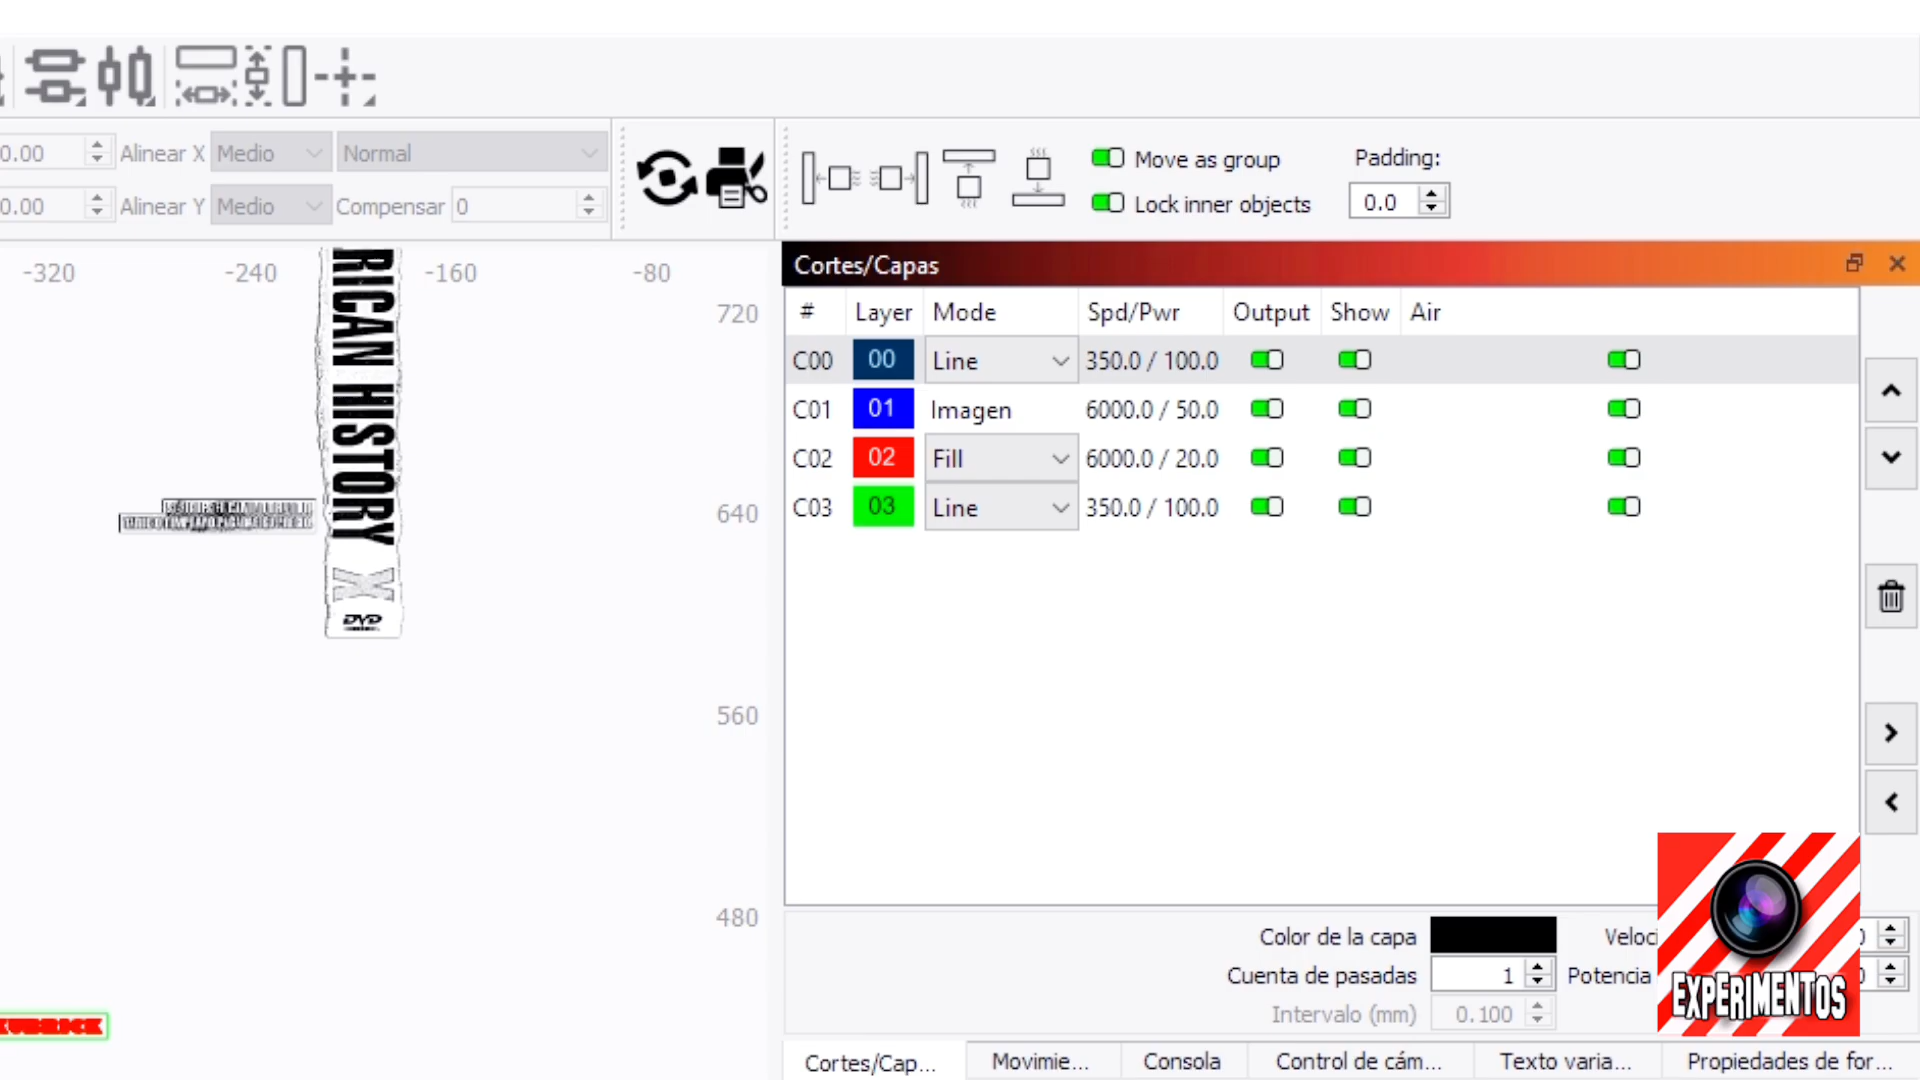 0.00 Alinear X Medio Normal
0.00 Alinear Y Medio Compensar 0
Move as group
Lock inner objects
Padding:
0.0
-320 -240 -160 -80
720
640
560
480
RICAN HISTORY X
DVD
KUBRICK
Cortes/Capas
# Layer Mode Spd/Pwr Output Show Air
C00 00 Line 350.0 / 100.0
C01 01 Imagen 6000.0 / 50.0
C02 02 Fill 6000.0 / 20.0
C03 03 Line 350.0 / 100.0
Color de la capa Veloci
Cuenta de pasadas 1 Potencia
Intervalo (mm) 0.100
EXPERIMENTOS
Cortes/Cap... Movimie... Consola Control de cám... Texto varia... Propiedades de for...